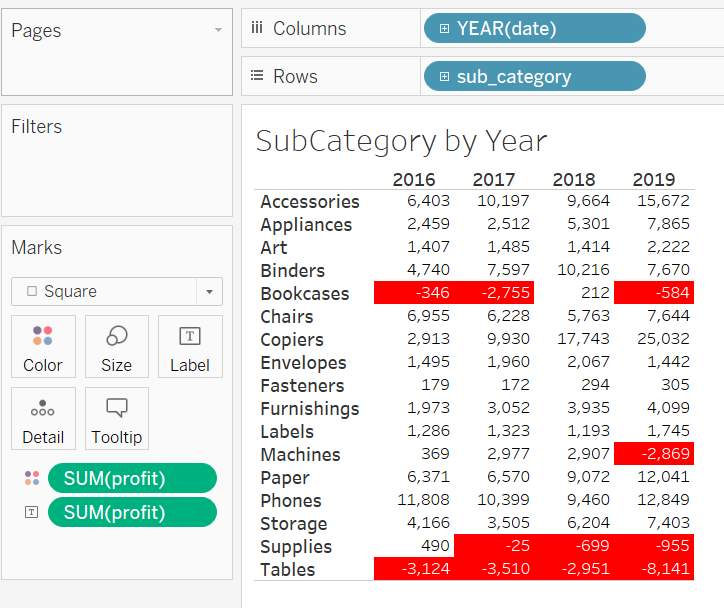 Pages
Filters
Marks
Square
Color Size Label
Detail Tooltip
SUM(profit)
T SUM(profit)
Columns YEAR(date)
Rows sub_category
SubCategory by Year
2016 2017 2018 2019
Accessories 6,403 10,197 9,664 15,672
Appliances 2,459 2,512 5,301 7,865
Art 1,407 1,485 1,414 2,222
Binders 4,740 7,597 10,216 7,670
Bookcases -346 -2,755 212 -584
Chairs 6,955 6,228 5,763 7,644
Copiers 2,913 9,930 17,743 25,032
Envelopes 1,495 1,960 2,067 1,442
Fasteners 179 172 294 305
Furnishings 1,973 3,052 3,935 4,099
Labels 1,286 1,323 1,193 1,745
Machines 369 2,977 2,907 -2,869
Paper 6,371 6,570 9,072 12,041
Phones 11,808 10,399 9,460 12,849
Storage 4,166 3,505 6,204 7,403
Supplies 490 -25 -699 -955
Tables -3,124 -3,510 -2,951 -8,141